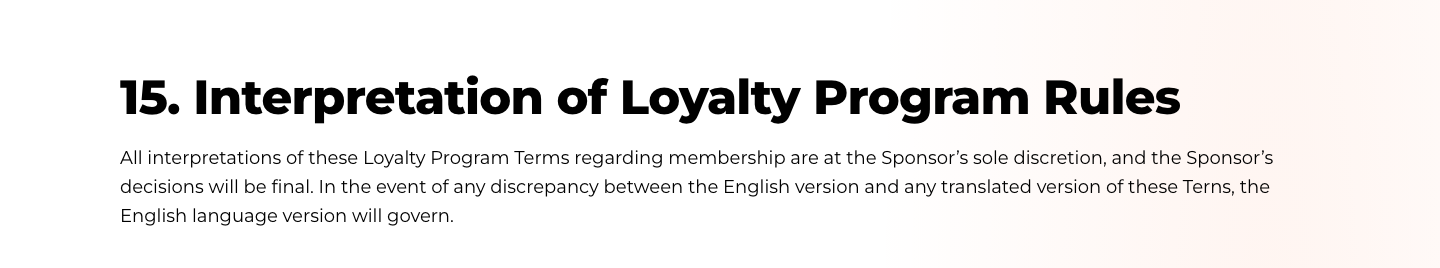 15. Interpretation of Loyalty Program Rules
All interpretations of these Loyalty Program Terms regarding membership are at the Sponsor’s sole discretion, and the Sponsor’s
decisions will be final. In the event of any discrepancy between the English version and any translated version of these Terns, the
English language version will govern.